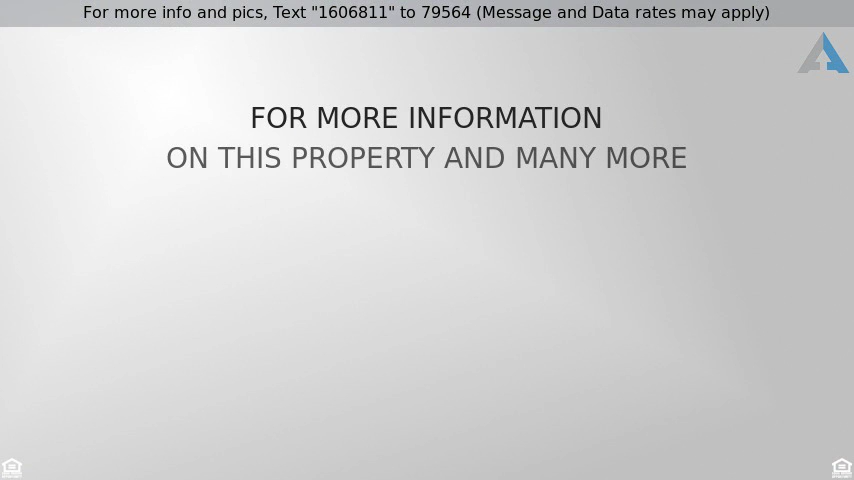 For more info and pics, Text "1606811" to 79564 (Message and Data rates may apply)
FOR MORE INFORMATION
ON THIS PROPERTY AND MANY MORE